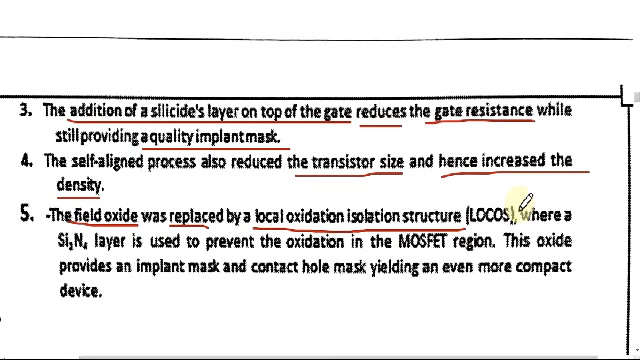 3. The addition of a silicide's layer on top of the gate reduces the gate resistance while
still providing a quality implant mask.
4. The self-aligned process also reduced the transistor size and hence increased the
density.
5. -The field oxide was replaced by a local oxidation isolation structure (LOCOS), where a
Si₃N₄ layer is used to prevent the oxidation in the MOSFET region. This oxide
provides an implant mask and contact hole mask yielding an even more compact
device.